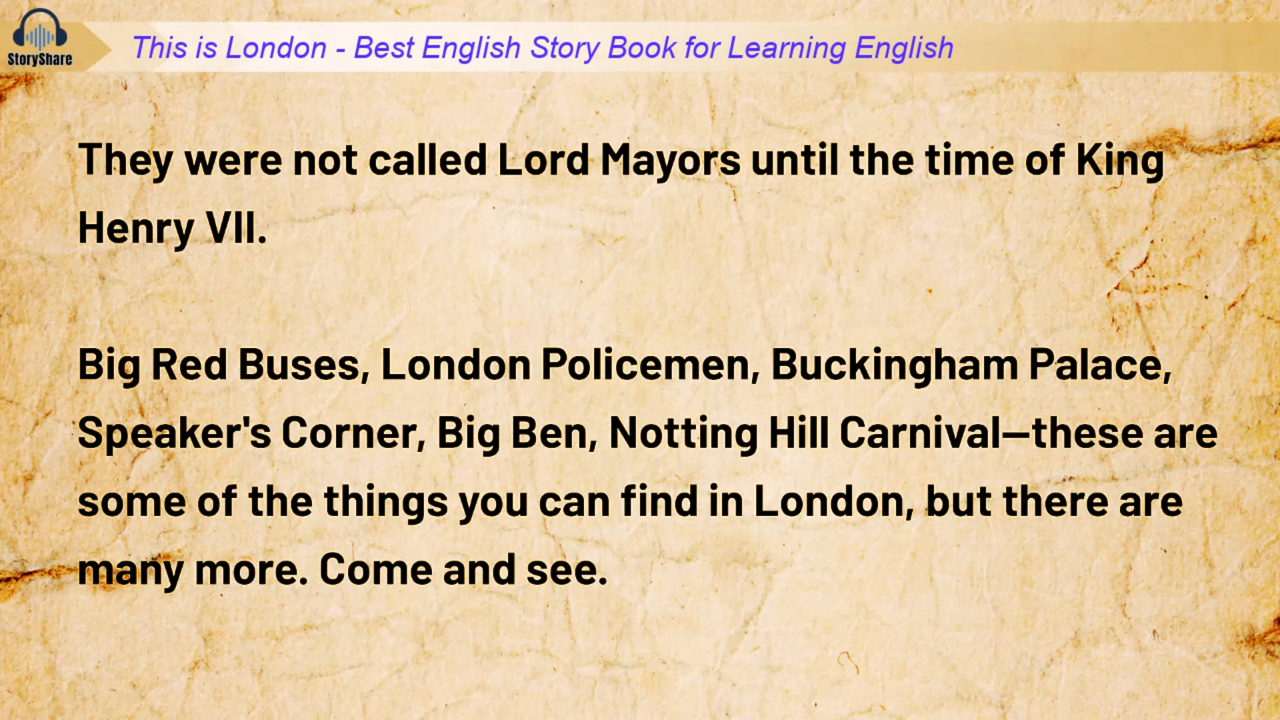 StoryShare
This is London - Best English Story Book for Learning English
They were not called Lord Mayors until the time of King
Henry VII.
Big Red Buses, London Policemen, Buckingham Palace,
Speaker's Corner, Big Ben, Notting Hill Carnival—these are
some of the things you can find in London, but there are
many more. Come and see.